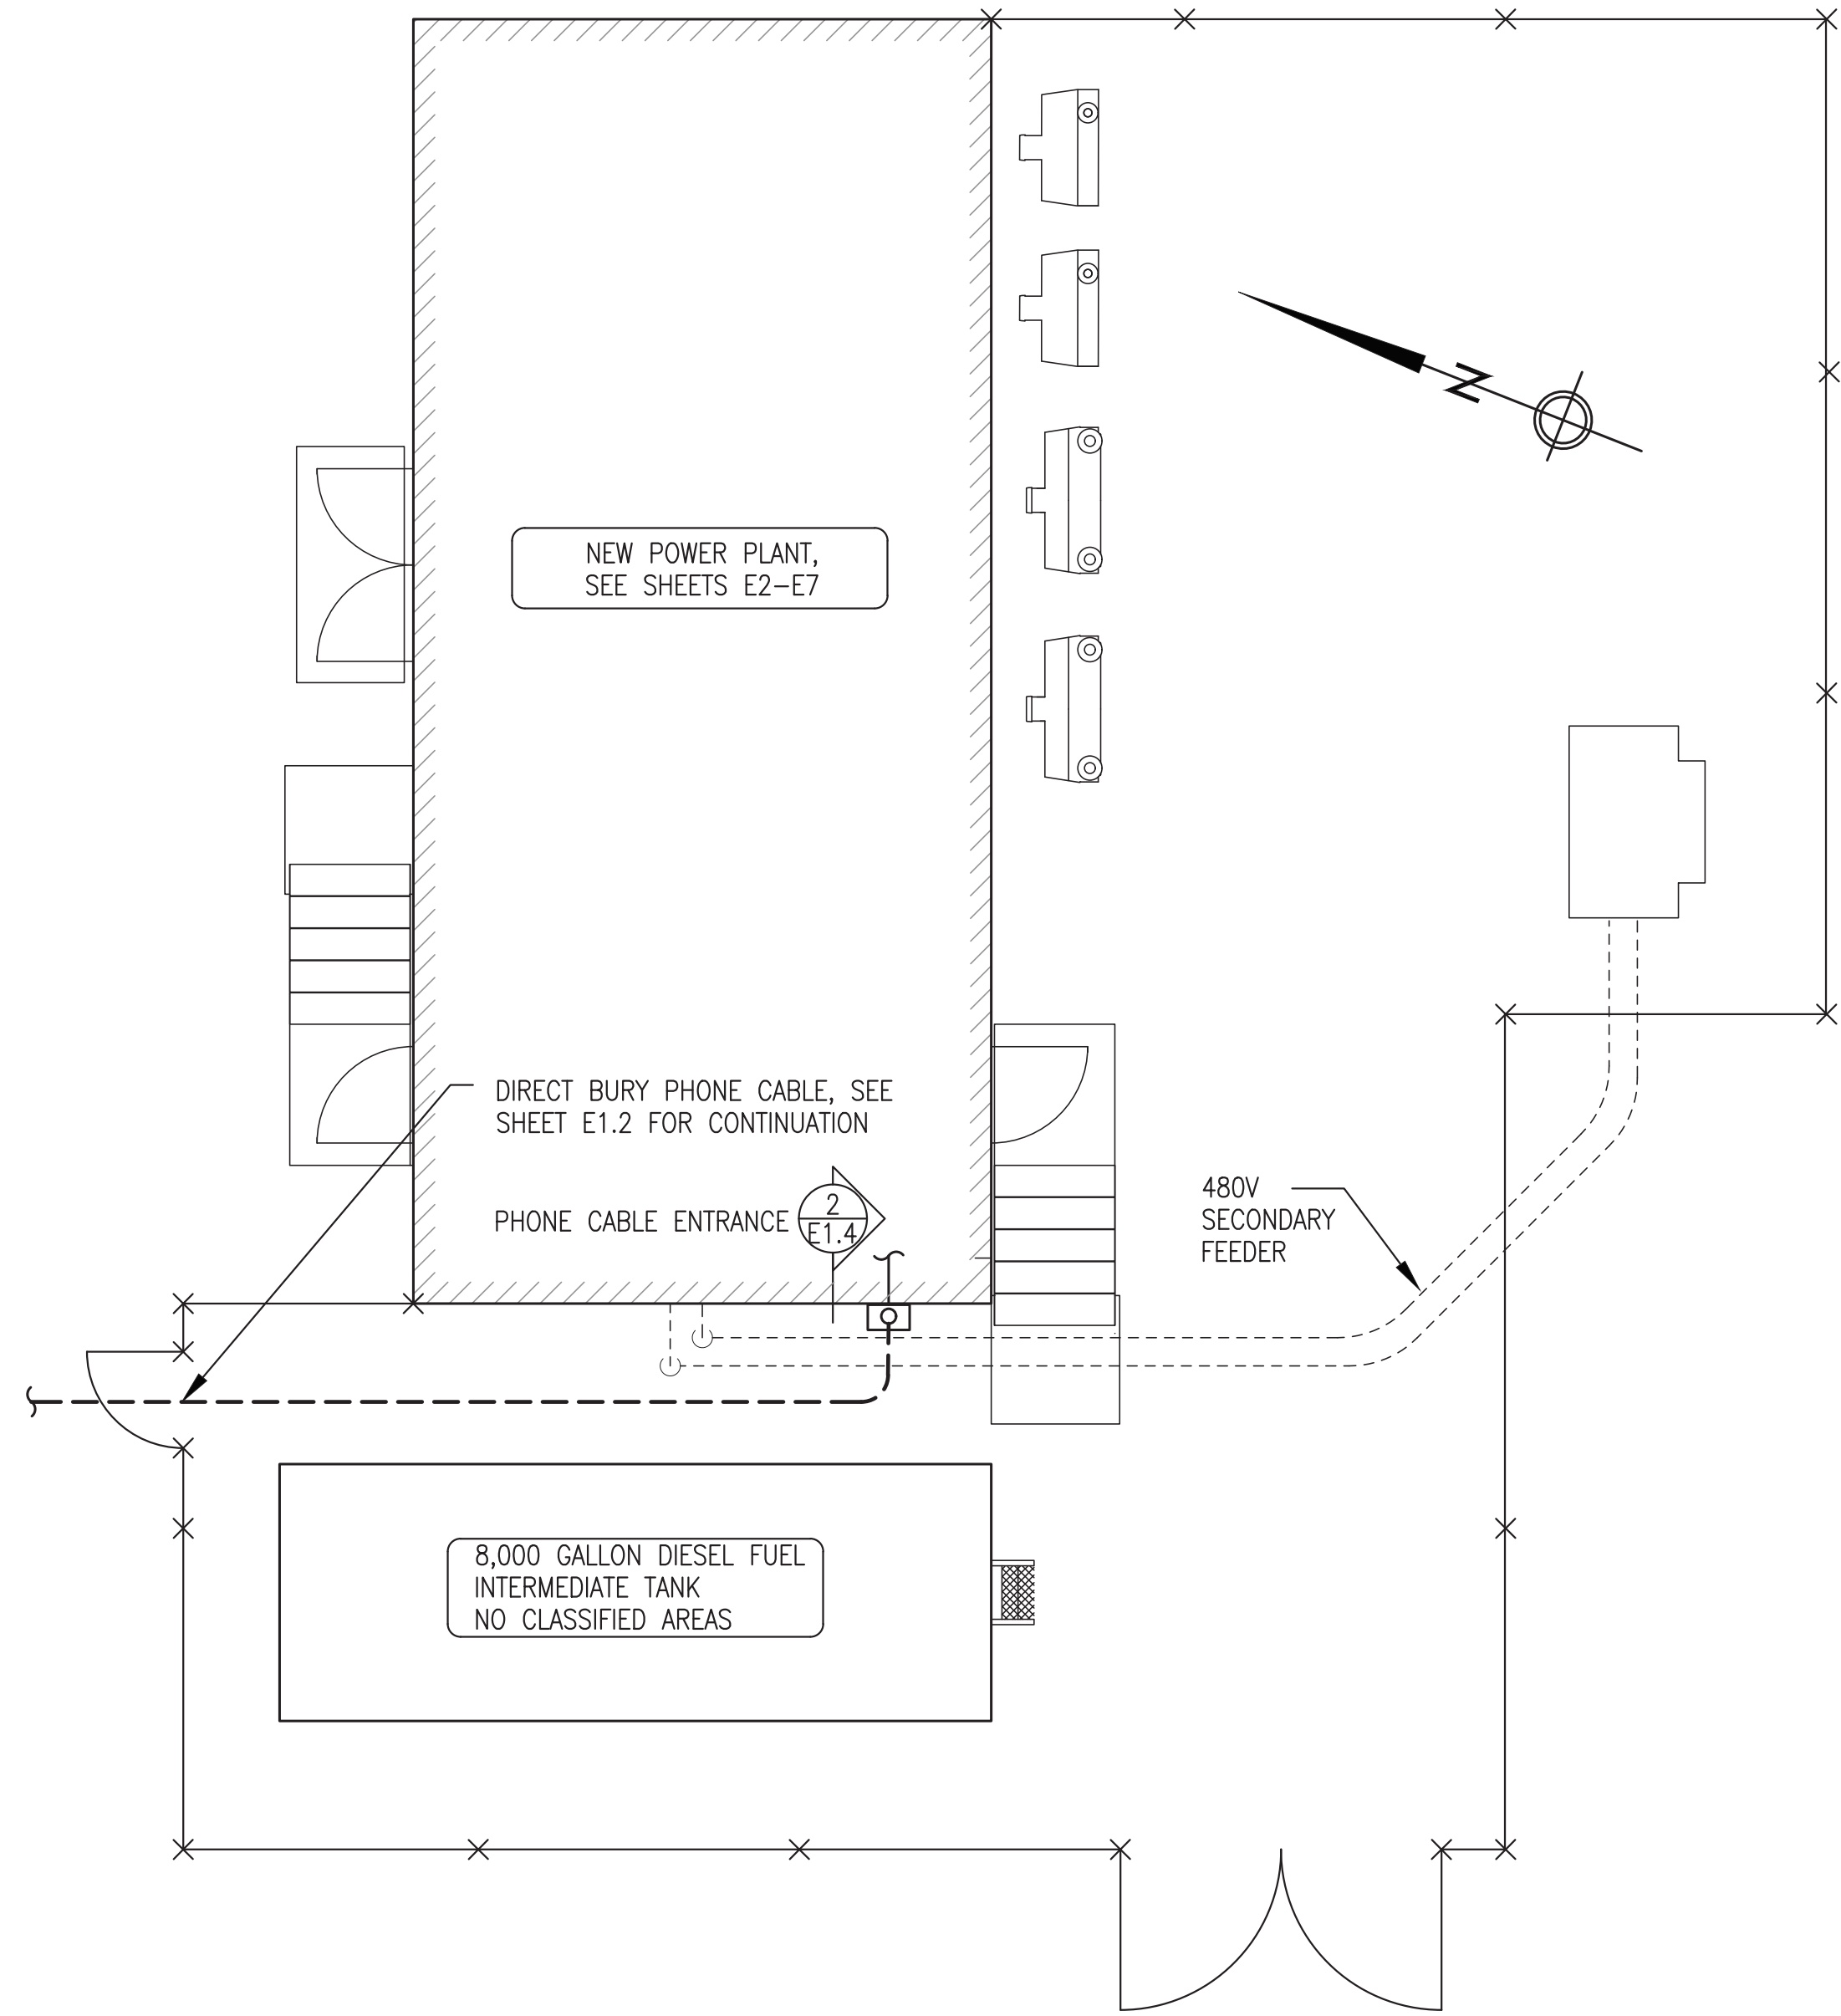 NEW POWER PLANT,
SEE SHEETS E2-E7
DIRECT BURY PHONE CABLE, SEE
SHEET E1.2 FOR CONTINUATION
PHONE CABLE ENTRANCE
2
E1.4
480V
SECONDARY
FEEDER
8,000 GALLON DIESEL FUEL
INTERMEDIATE TANK
NO CLASSIFIED AREAS
N